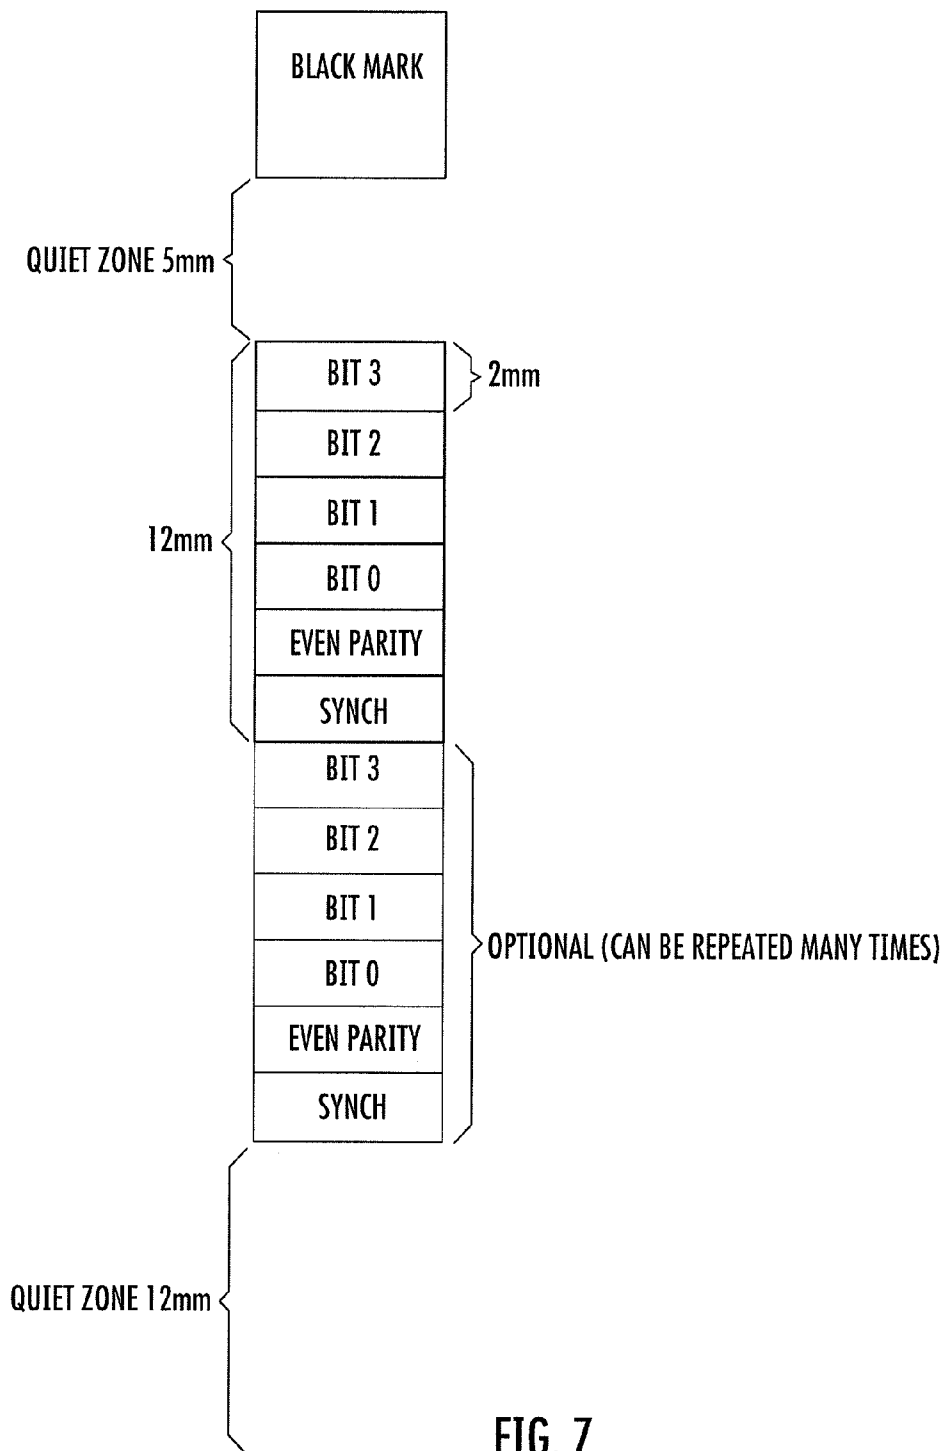 BLACK MARK
QUIET ZONE 5mm
BIT 3
2mm
BIT 2
BIT 1
12mm
BIT 0
EVEN PARITY
SYNCH
BIT 3
BIT 2
BIT 1
OPTIONAL (CAN BE REPEATED MANY TIMES)
BIT 0
EVEN PARITY
SYNCH
QUIET ZONE 12mm
FIG. 7